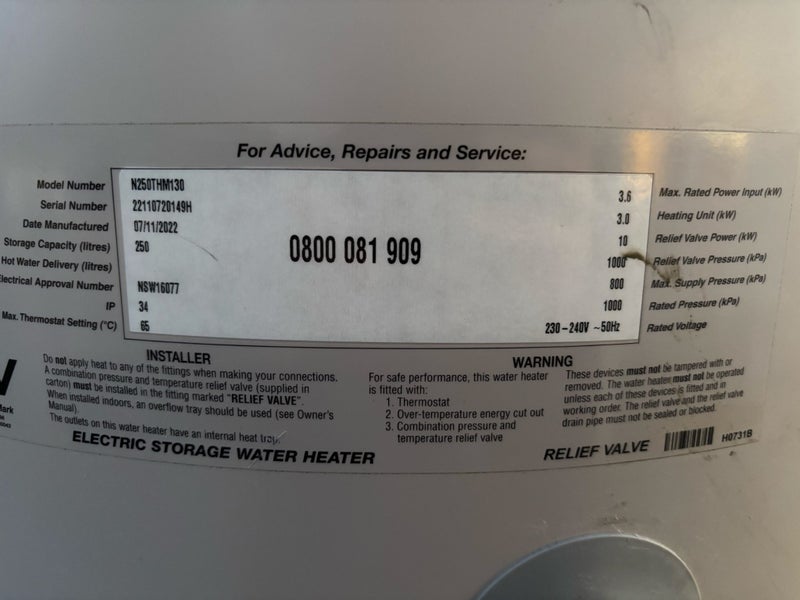 For Advice, Repairs and Service:
Model Number N250THM130
Serial Number 22110720149H
Date Manufactured 07/11/2022
Storage Capacity (litres) 250
Hot Water Delivery (litres)
Electrical Approval Number NSW16077
IP 34
Max. Thermostat Setting (°C) 65
0800 081 909
3.6 Max. Rated Power Input (kW)
3.0 Heating Unit (kW)
10 Relief Valve Power (kW)
1000 Relief Valve Pressure (kPa)
800 Max. Supply Pressure (kPa)
1000 Rated Pressure (kPa)
230-240V ~50Hz Rated Voltage
INSTALLER
Do not apply heat to any of the fittings when making your connections.
A combination pressure and temperature relief valve (supplied in
carton) must be installed in the fitting marked "RELIEF VALVE".
When installed indoors, an overflow tray should be used (see Owner's
Manual).
The outlets on this water heater have an internal heat trap.
ELECTRIC STORAGE WATER HEATER
WARNING
For safe performance, this water heater
is fitted with:
1. Thermostat
2. Over-temperature energy cut out
3. Combination pressure and
temperature relief valve
These devices must not be tampered with or
removed. The water heater must not be operated
unless each of these devices is fitted and in
working order. The relief valve and the relief valve
drain pipe must not be sealed or blocked.
RELIEF VALVE
H0731B